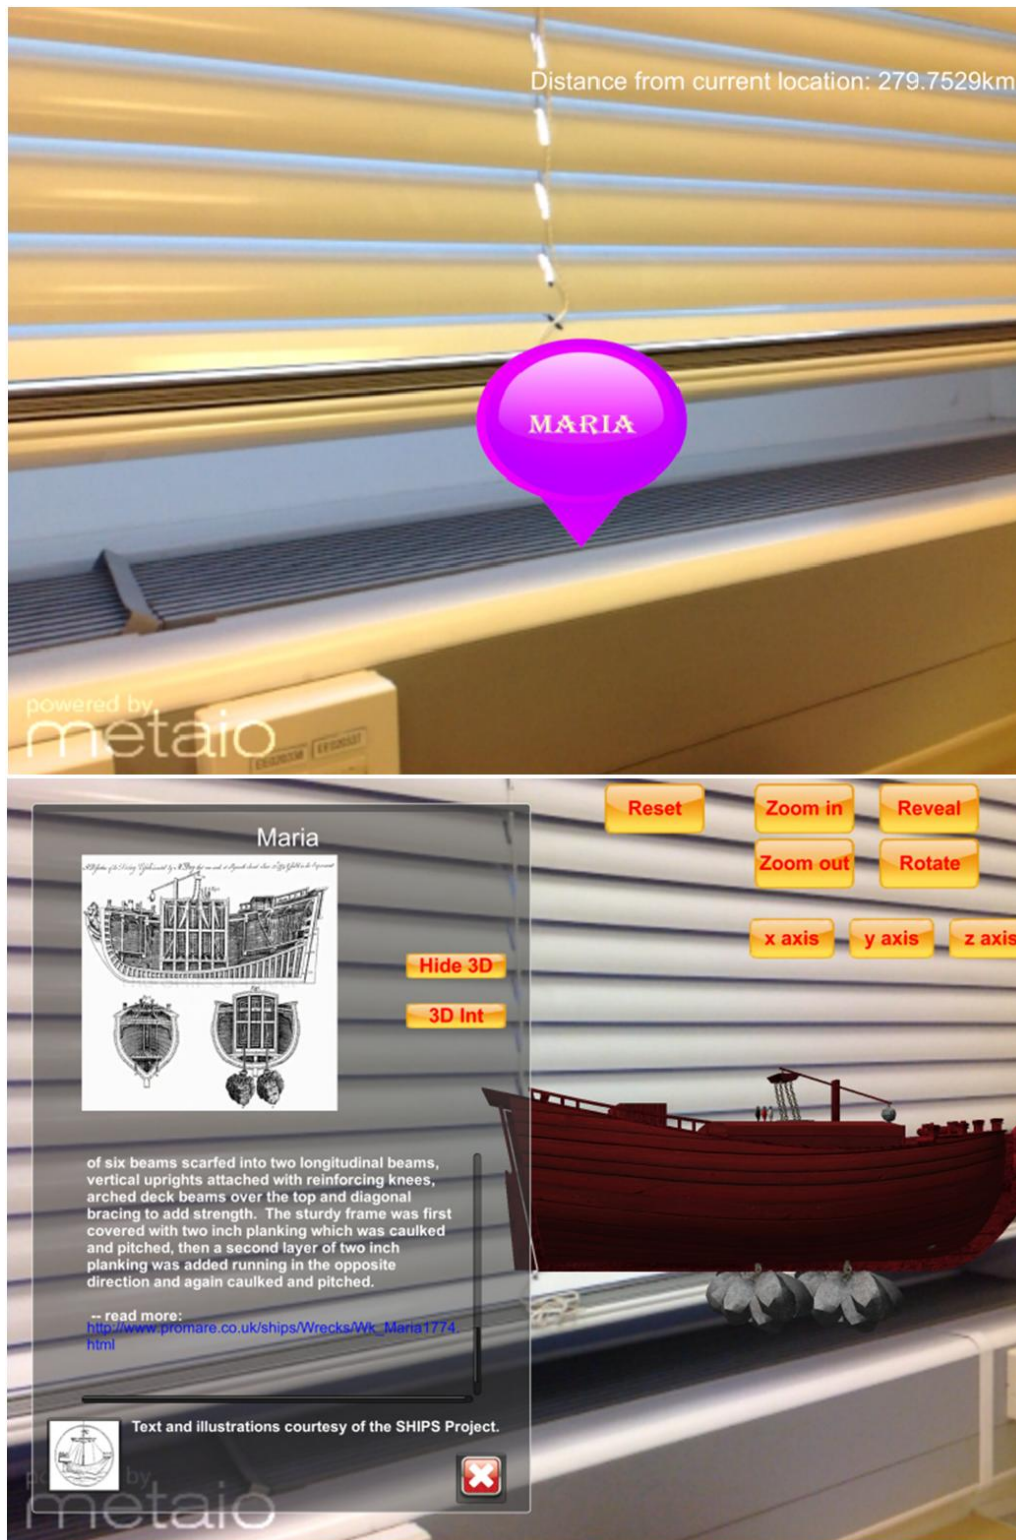 Distance from current location: 279.7529km
MARIA
powered by
metaio
EE020338
EE020337
Reset
Zoom in
Reveal
Zoom out
Rotate
x axis
y axis
z axis
Maria
Hide 3D
3D Int
of six beams scarfed into two longitudinal beams,
vertical uprights attached with reinforcing knees,
arched deck beams over the top and diagonal
bracing to add strength. The sturdy frame was first
covered with two inch planking which was caulked
and pitched, then a second layer of two inch
planking was added running in the opposite
direction and again caulked and pitched.
-- read more:
http://www.promare.co.uk/ships/Wrecks/Wk_Maria1774.
html
Text and illustrations courtesy of the SHIPS Project.
powered by
metaio